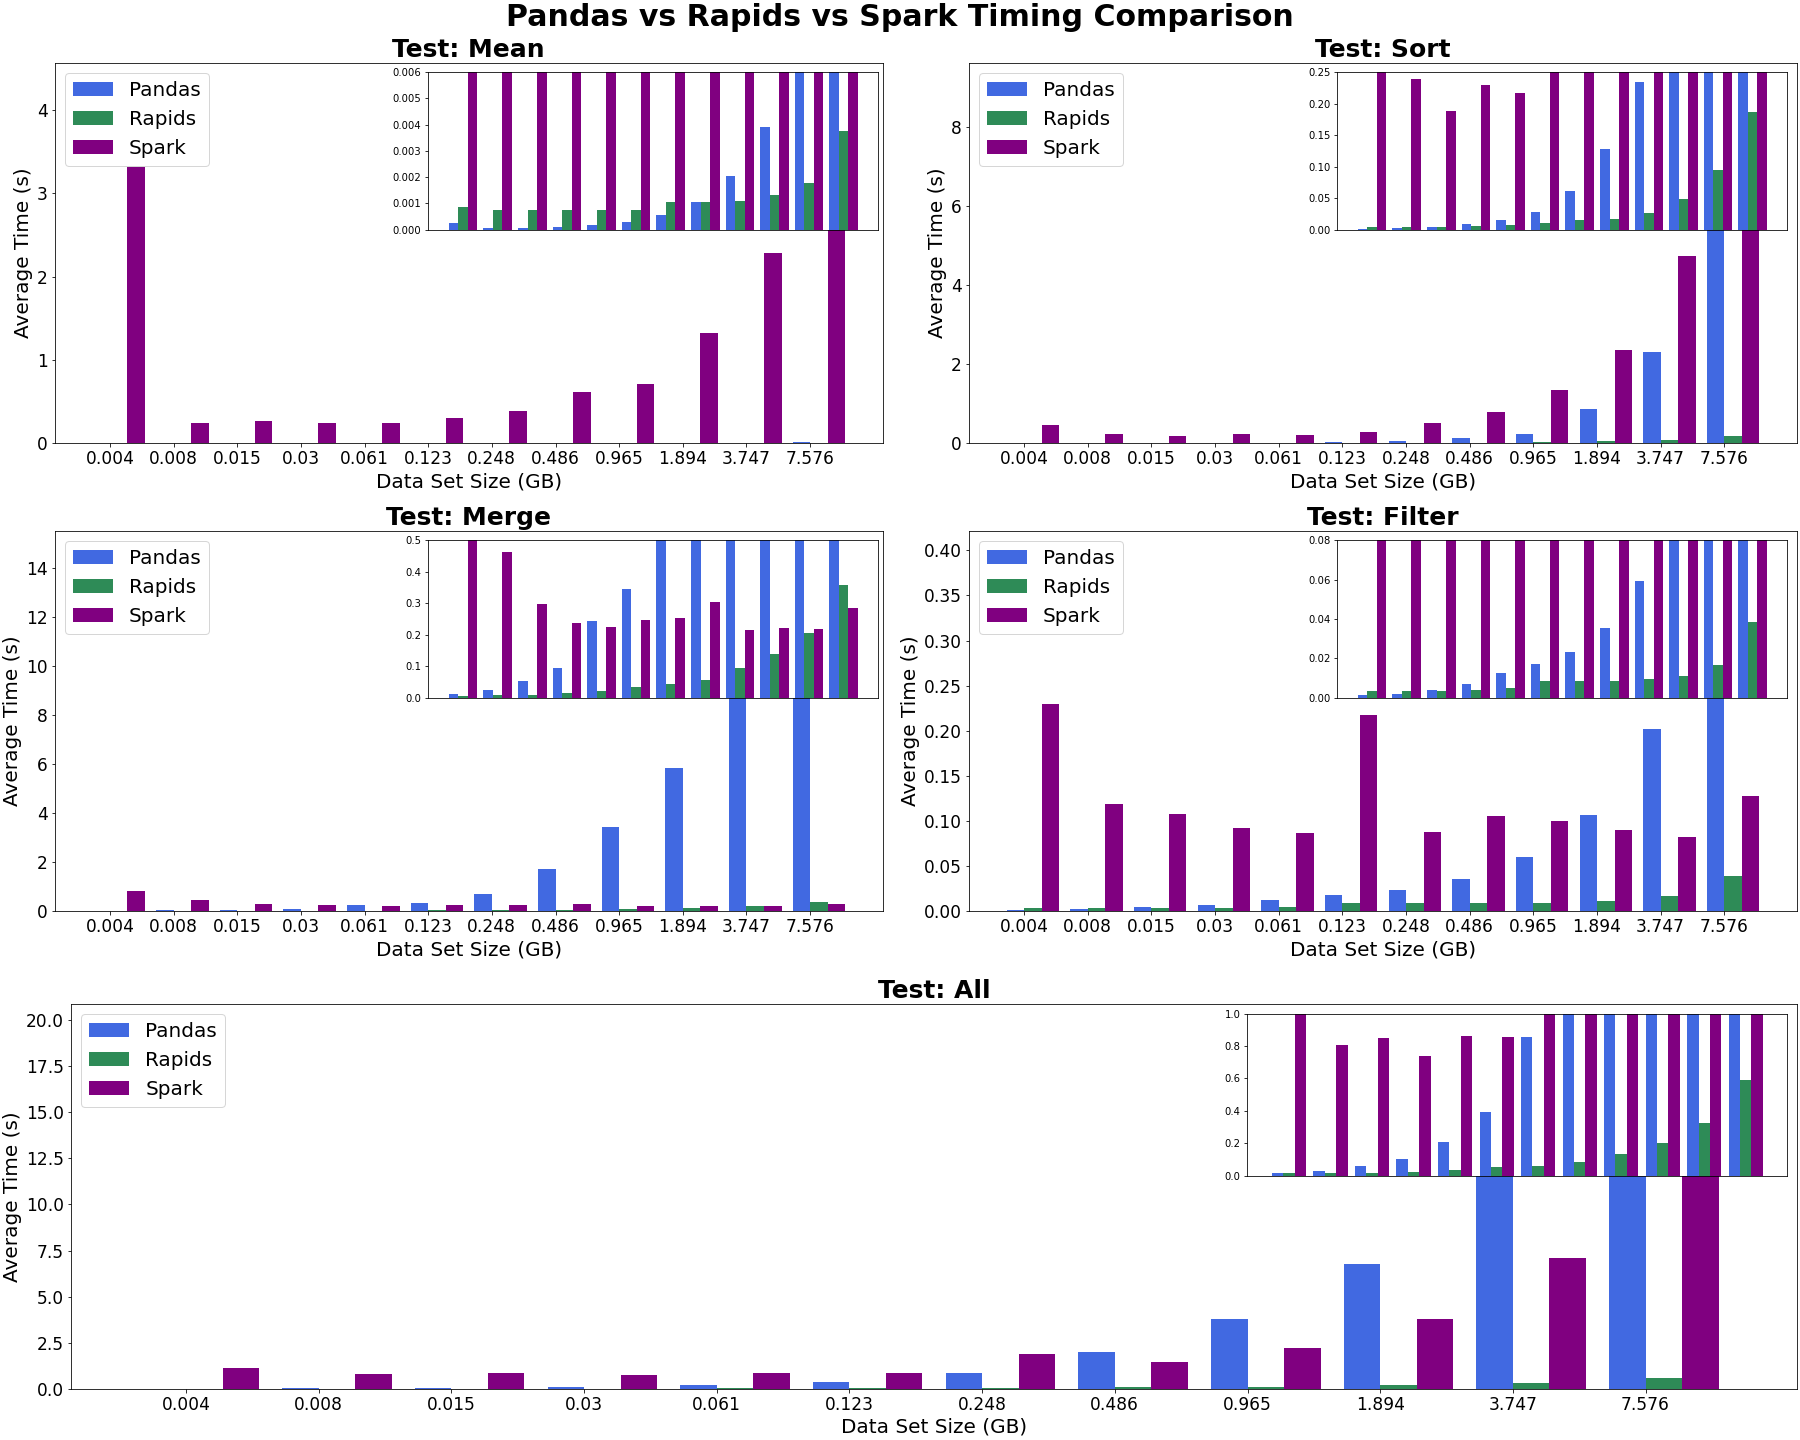 Pandas vs Rapids vs Spark Timing Comparison
Test: Mean
Average Time (s)
4
3
2
1
0
Pandas
Rapids
Spark
0.006
0.005
0.004
0.003
0.002
0.001
0.000
0.004 0.008 0.015 0.03 0.061 0.123 0.248 0.486 0.965 1.894 3.747 7.576
Data Set Size (GB)
Test: Sort
Average Time (s)
8
6
4
2
0
Pandas
Rapids
Spark
0.25
0.20
0.15
0.10
0.05
0.00
0.004 0.008 0.015 0.03 0.061 0.123 0.248 0.486 0.965 1.894 3.747 7.576
Data Set Size (GB)
Test: Merge
Average Time (s)
14
12
10
8
6
4
2
0
Pandas
Rapids
Spark
0.5
0.4
0.3
0.2
0.1
0.0
0.004 0.008 0.015 0.03 0.061 0.123 0.248 0.486 0.965 1.894 3.747 7.576
Data Set Size (GB)
Test: Filter
Average Time (s)
0.40
0.35
0.30
0.25
0.20
0.15
0.10
0.05
0.00
Pandas
Rapids
Spark
0.08
0.06
0.04
0.02
0.00
0.004 0.008 0.015 0.03 0.061 0.123 0.248 0.486 0.965 1.894 3.747 7.576
Data Set Size (GB)
Test: All
Average Time (s)
20.0
17.5
15.0
12.5
10.0
7.5
5.0
2.5
0.0
Pandas
Rapids
Spark
1.0
0.8
0.6
0.4
0.2
0.0
0.004 0.008 0.015 0.03 0.061 0.123 0.248 0.486 0.965 1.894 3.747 7.576
Data Set Size (GB)